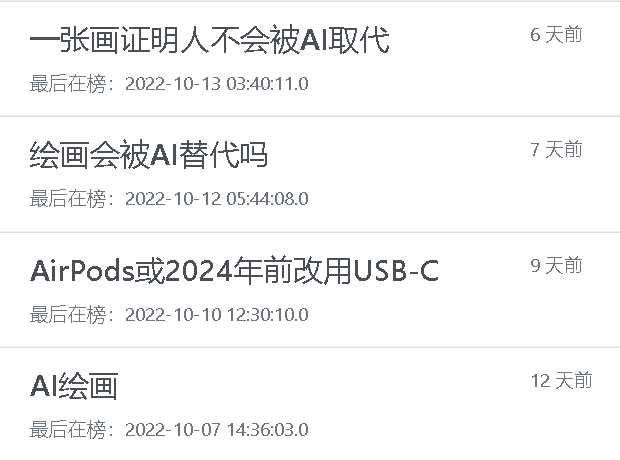 一张画证明人不会被AI取代
6 天前
最后在榜：2022-10-13 03:40:11.0
绘画会被AI替代吗
7 天前
最后在榜：2022-10-12 05:44:08.0
AirPods或2024年前改用USB-C
9 天前
最后在榜：2022-10-10 12:30:10.0
AI绘画
12 天前
最后在榜：2022-10-07 14:36:03.0